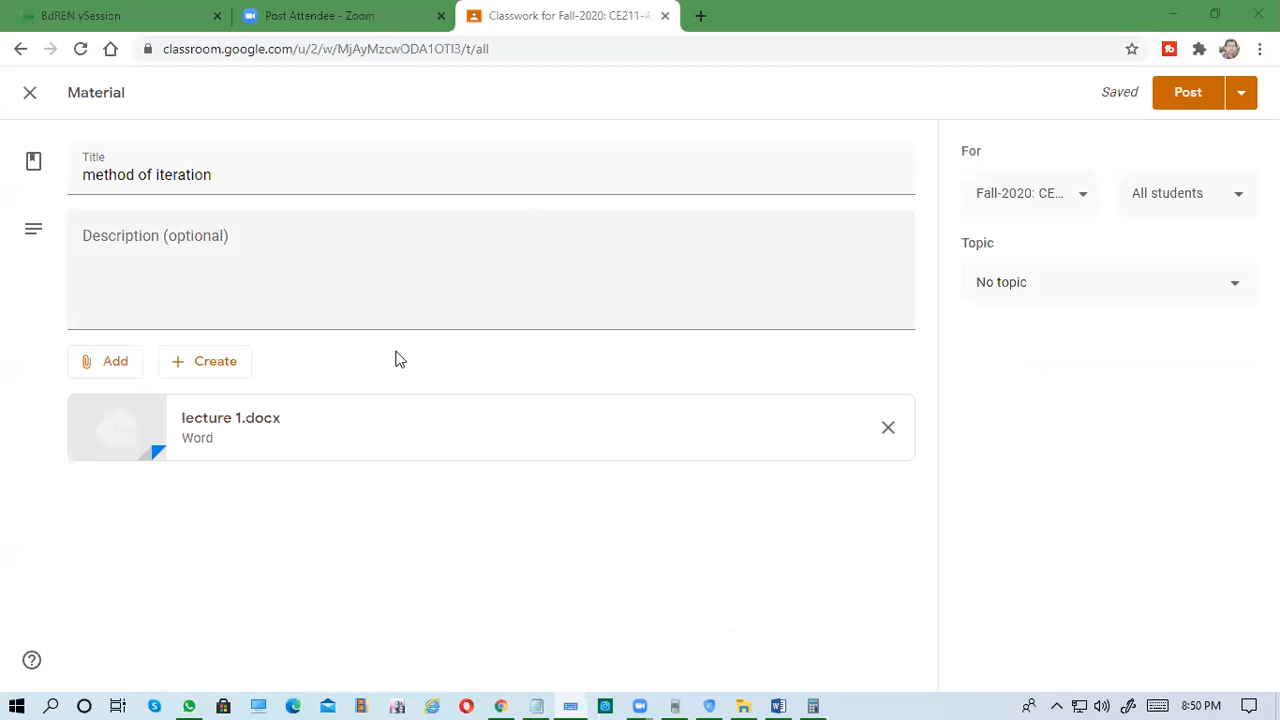 BdREN vSession
Post Attendee - Zoom
Classwork for Fall-2020: CE211-4
classroom.google.com/u/2/w/MjAyMzcwODA1OTI3/t/all
Material
Saved
Post
Title
method of iteration
Description (optional)
Add
Create
lecture 1.docx
Word
For
Fall-2020: CE...
All students
Topic
No topic
8:50 PM